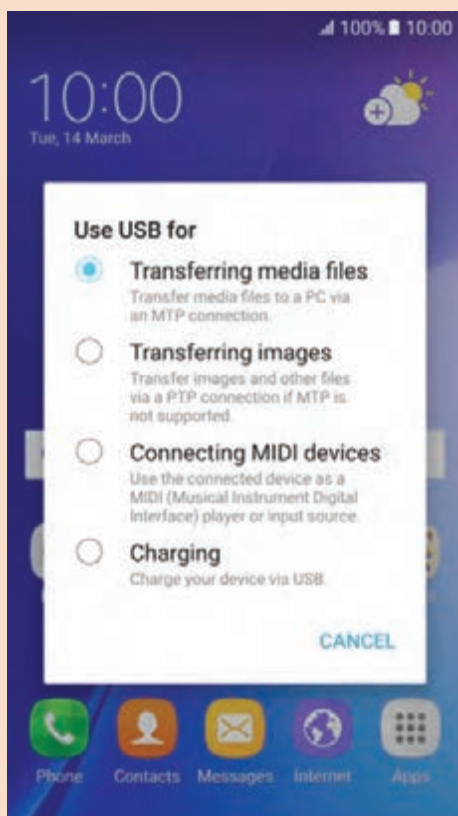 100% 10:00
10:00
Tue, 14 March
Use USB for
Transferring media files
Transfer media files to a PC via
an MTP connection.
Transferring images
Transfer images and other files
via a PTP connection if MTP is
not supported.
Connecting MIDI devices
Use the connected device as a
MIDI (Musical Instrument Digital
Interface) player or input source.
Charging
Charge your device via USB.
CANCEL
Phone Contacts Messages Internet Apps